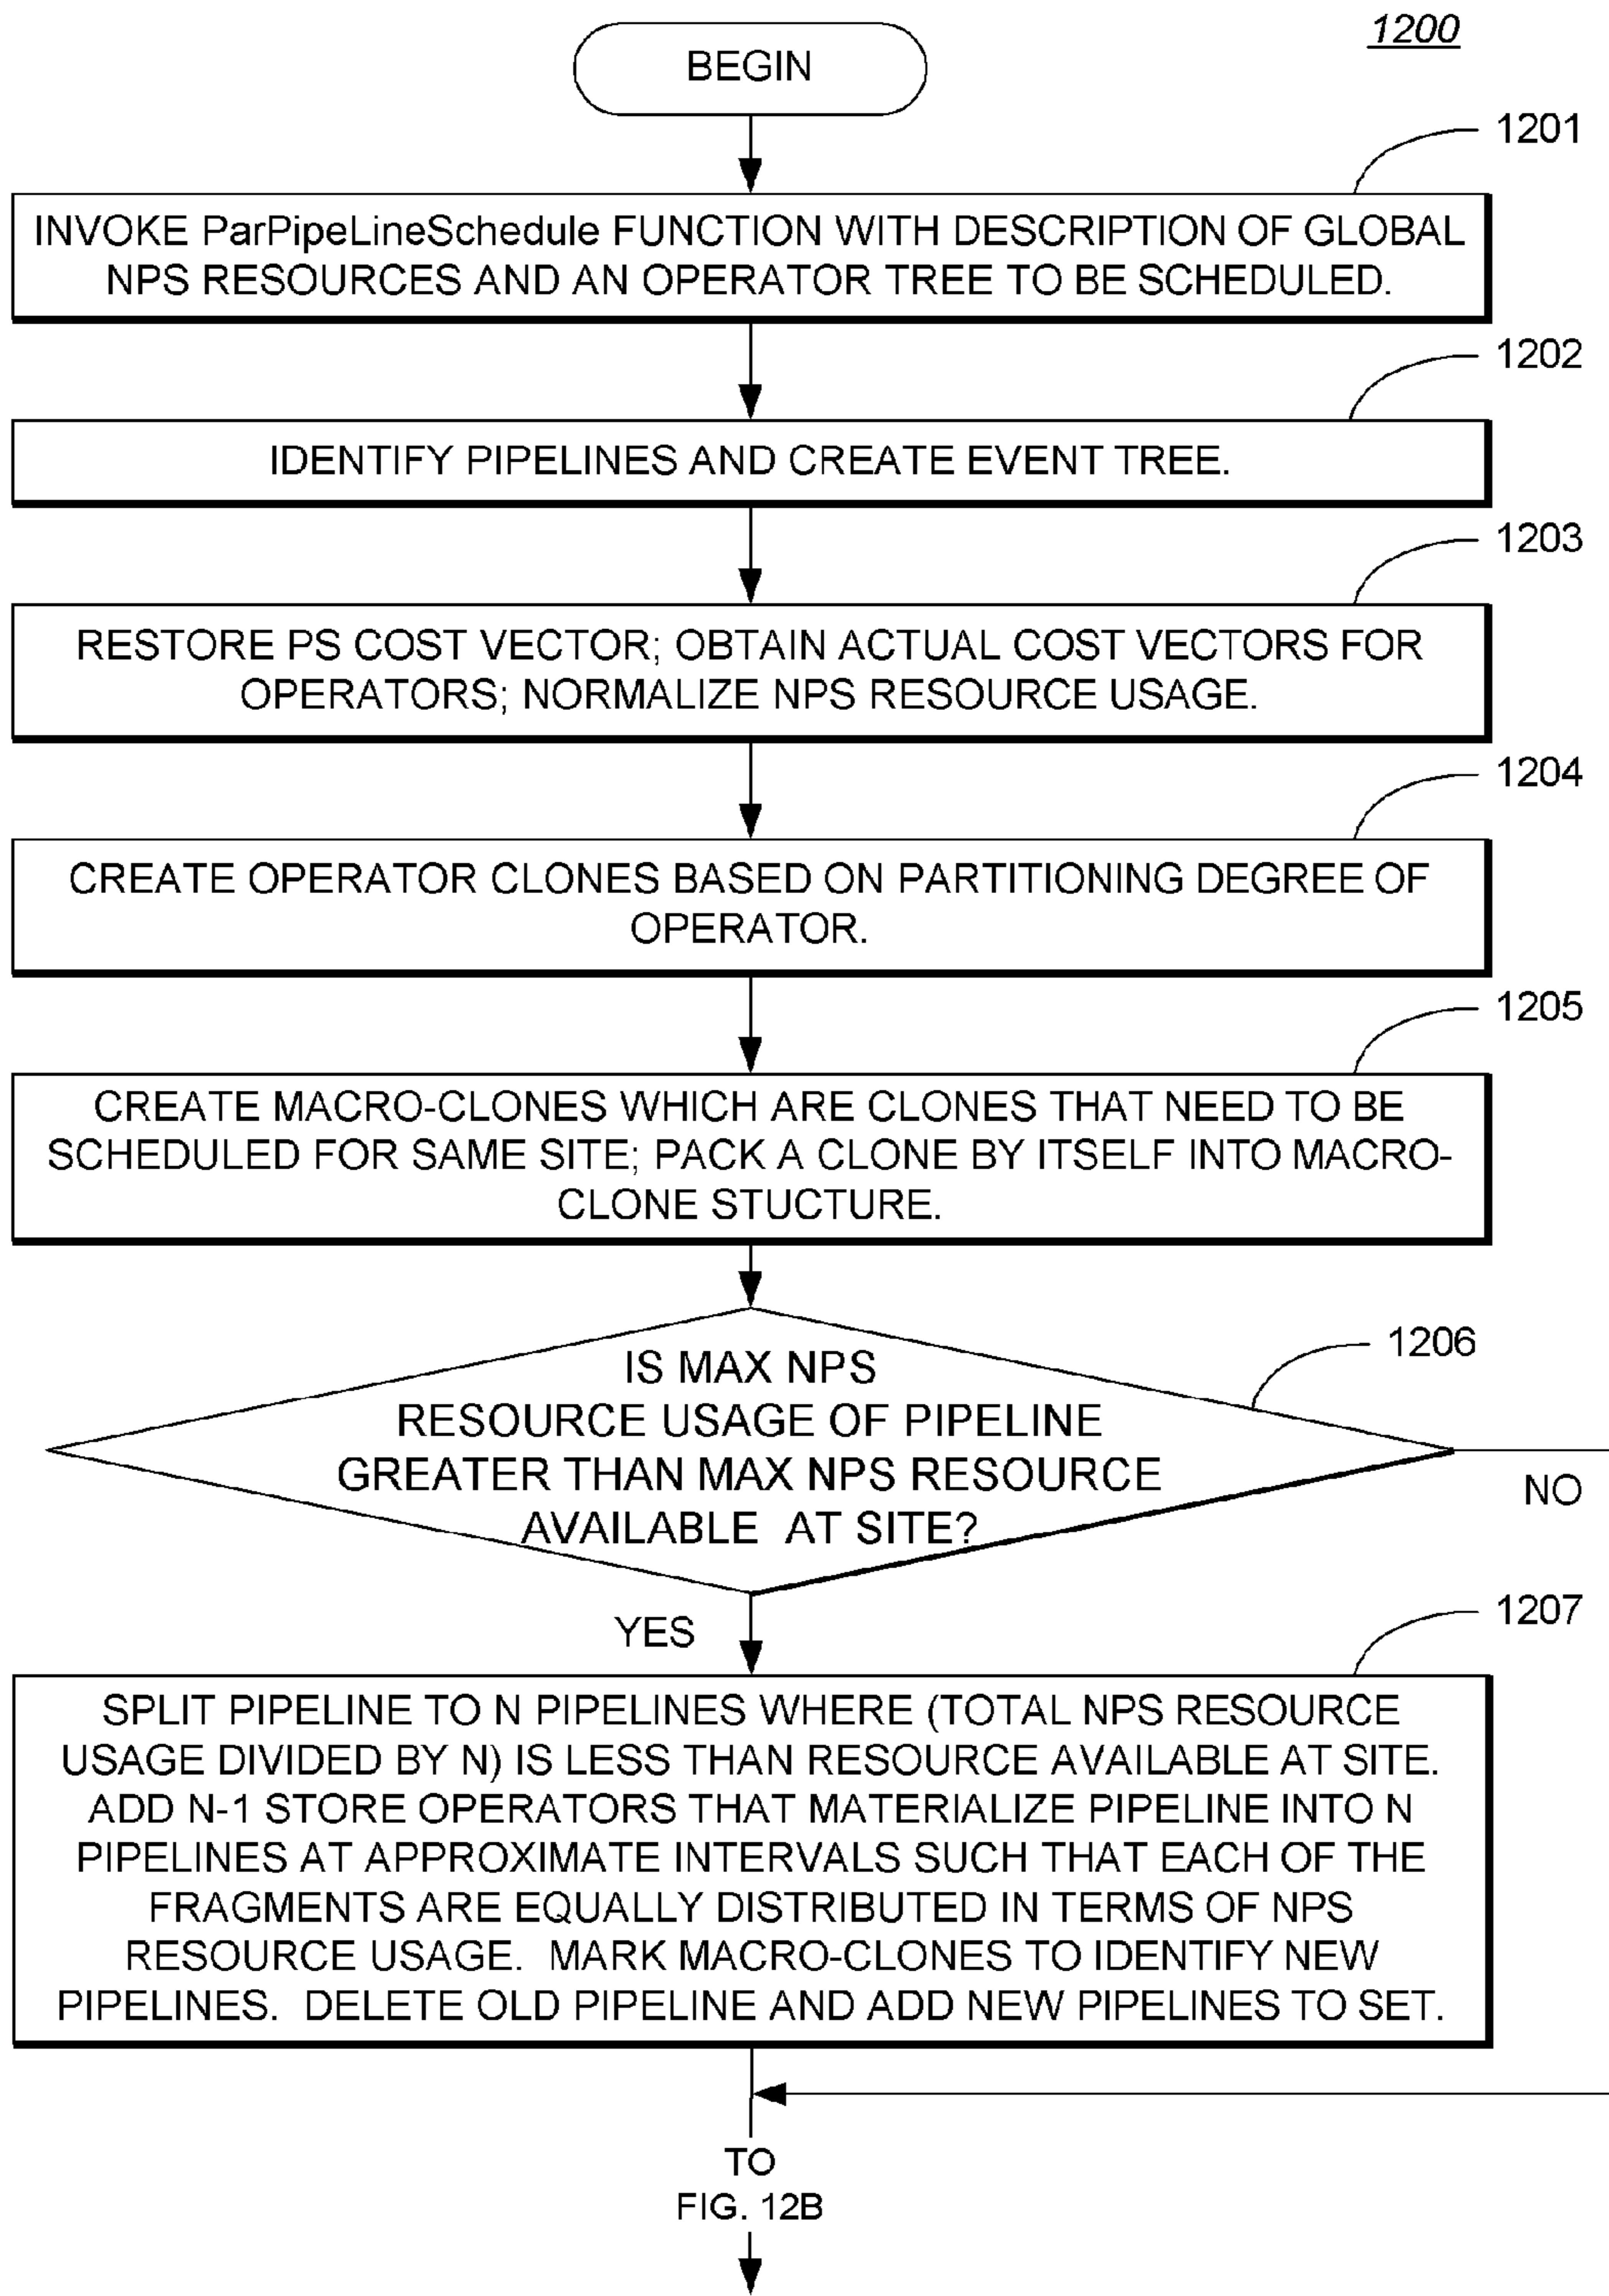 1200
BEGIN
1201
INVOKE ParPipeLineSchedule FUNCTION WITH DESCRIPTION OF GLOBAL
NPS RESOURCES AND AN OPERATOR TREE TO BE SCHEDULED.
1202
IDENTIFY PIPELINES AND CREATE EVENT TREE.
1203
RESTORE PS COST VECTOR; OBTAIN ACTUAL COST VECTORS FOR
OPERATORS; NORMALIZE NPS RESOURCE USAGE.
1204
CREATE OPERATOR CLONES BASED ON PARTITIONING DEGREE OF
OPERATOR.
1205
CREATE MACRO-CLONES WHICH ARE CLONES THAT NEED TO BE
SCHEDULED FOR SAME SITE; PACK A CLONE BY ITSELF INTO MACRO-
CLONE STUCTURE.
1206
IS MAX NPS
RESOURCE USAGE OF PIPELINE
GREATER THAN MAX NPS RESOURCE
AVAILABLE AT SITE?
NO
YES
1207
SPLIT PIPELINE TO N PIPELINES WHERE (TOTAL NPS RESOURCE
USAGE DIVIDED BY N) IS LESS THAN RESOURCE AVAILABLE AT SITE.
ADD N-1 STORE OPERATORS THAT MATERIALIZE PIPELINE INTO N
PIPELINES AT APPROXIMATE INTERVALS SUCH THAT EACH OF THE
FRAGMENTS ARE EQUALLY DISTRIBUTED IN TERMS OF NPS
RESOURCE USAGE. MARK MACRO-CLONES TO IDENTIFY NEW
PIPELINES. DELETE OLD PIPELINE AND ADD NEW PIPELINES TO SET.
TO
FIG. 12B